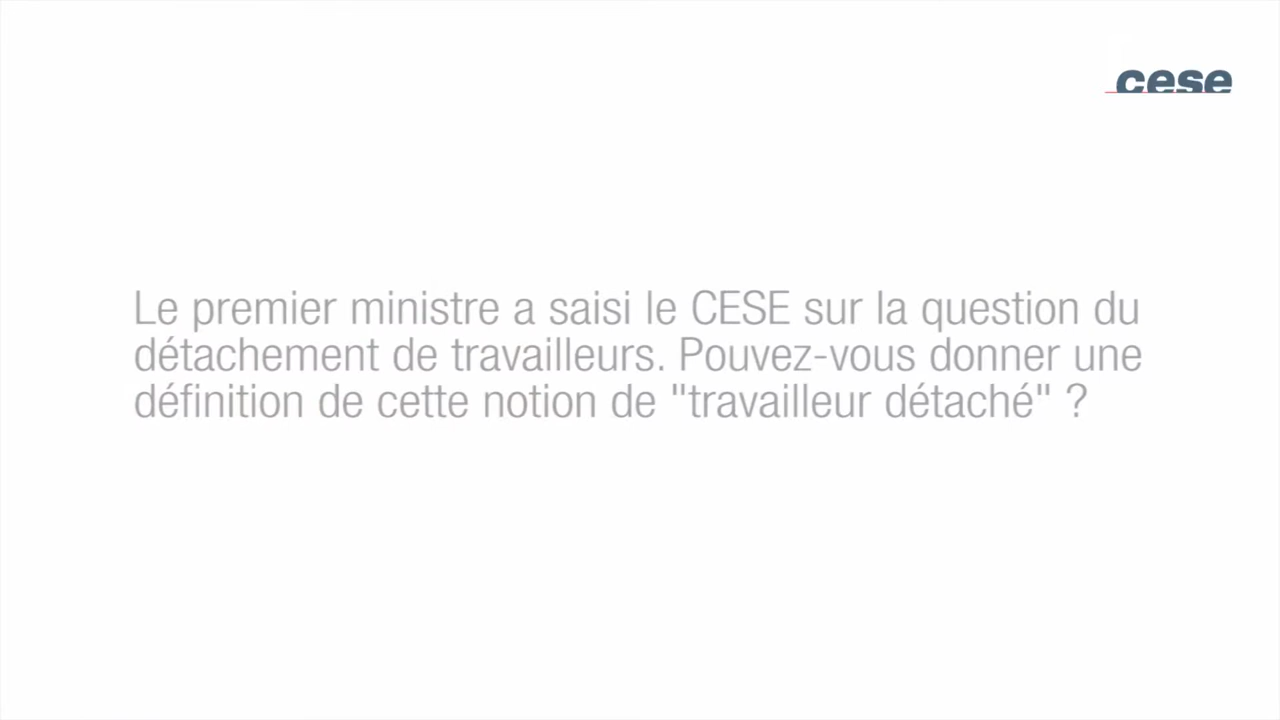 cese
Le premier ministre a saisi le CESE sur la question du
détachement de travailleurs. Pouvez-vous donner une
définition de cette notion de "travailleur détaché" ?